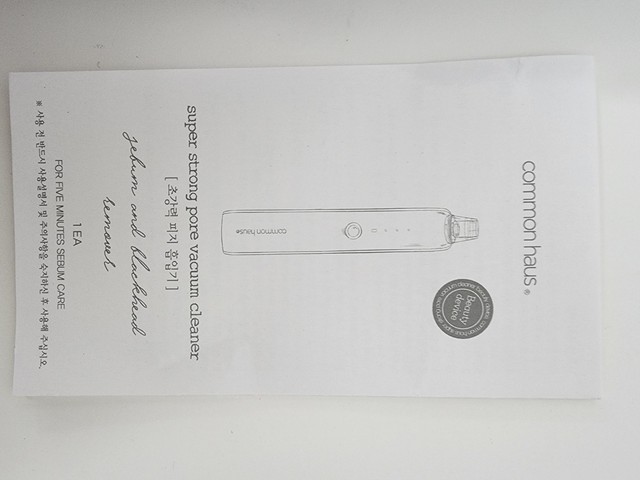 common haus®
Beauty
device
common haus
super strong pore vacuum cleaner
[ 초강력 피지 흡입기 ]
sebum and blackhead
remover
1 EA
FOR FIVE MINUTES SEBUM CARE
※ 사용 전 반드시 사용설명서 및 주의사항을 숙지하신 후 사용해 주십시오.